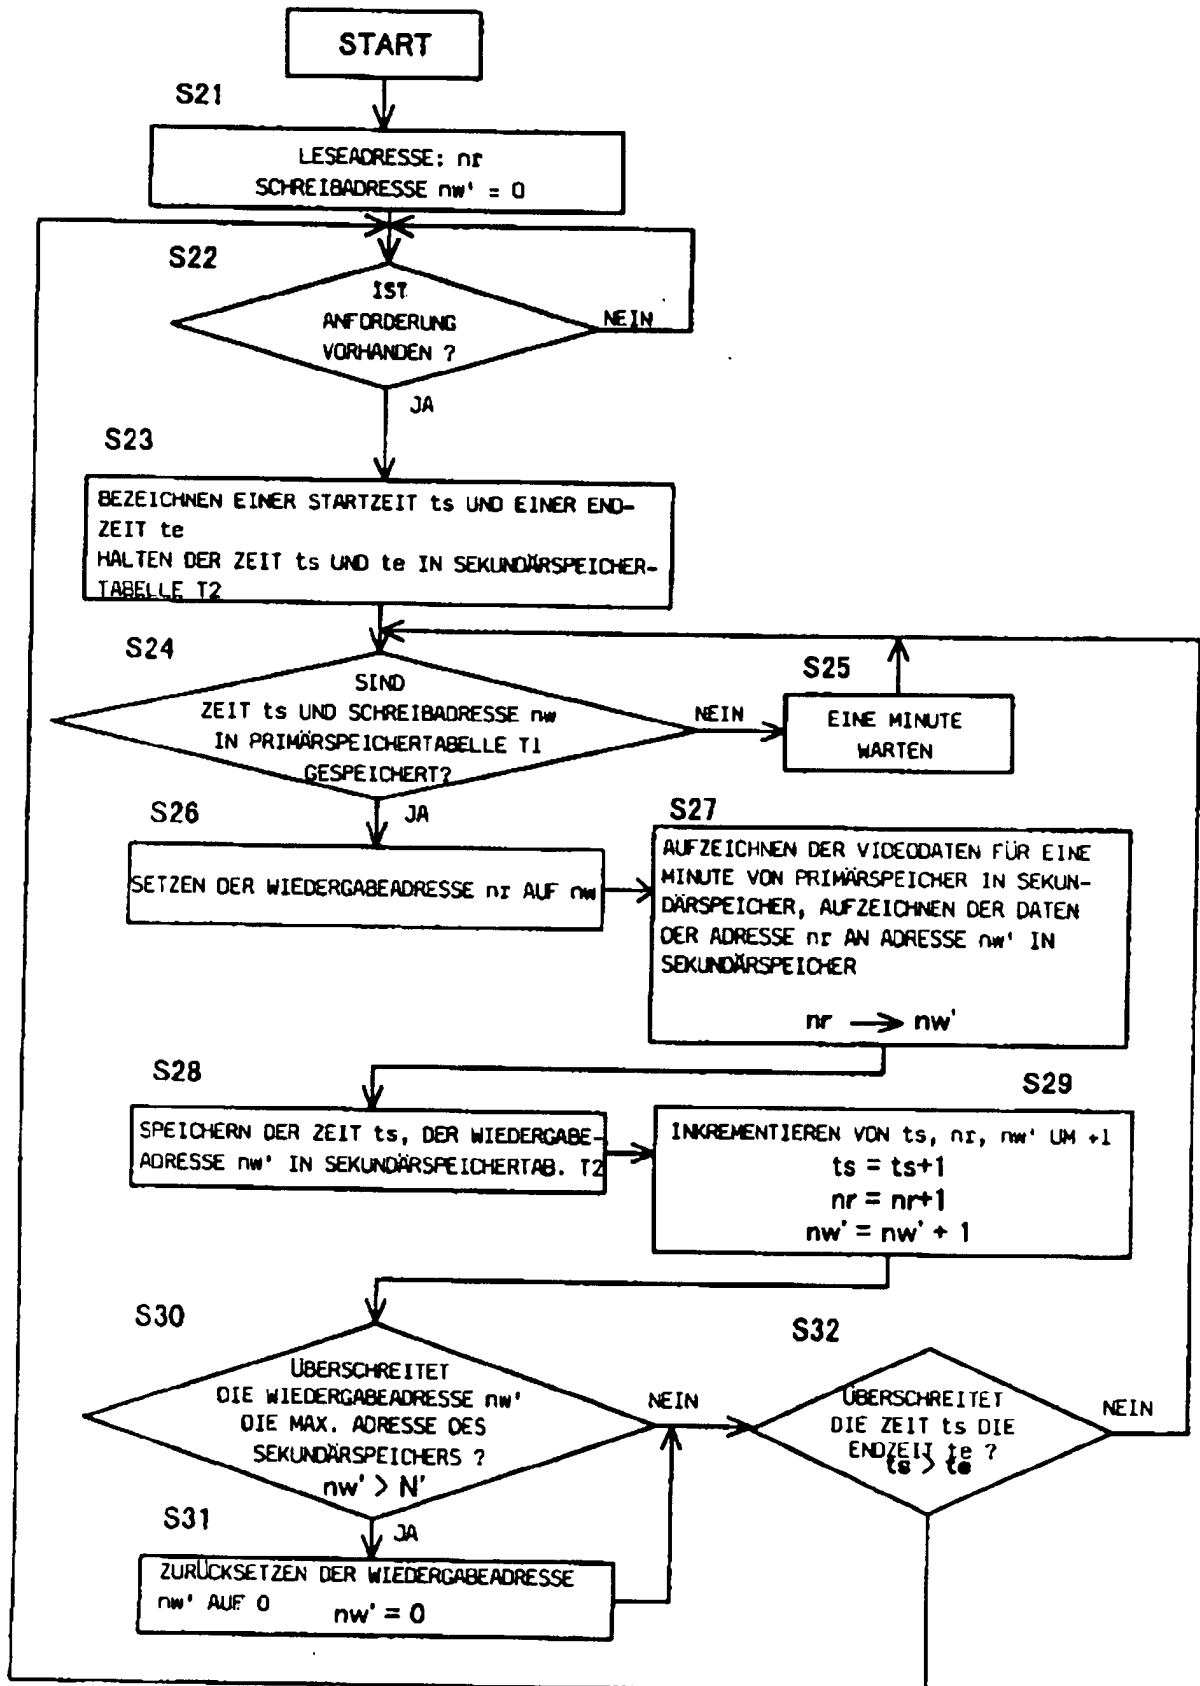 START
S21
LESEADRESSE: nr
SCHREIBADRESSE nw' = 0
S22
IST
ANFORDERUNG
VORHANDEN ?
NEIN
JA
S23
BEZEICHNEN EINER STARTZEIT ts UND EINER END-
ZEIT te
HALTEN DER ZEIT ts UND te IN SEKUNDÄRSPEICHER-
TABELLE T2
S24
SIND
ZEIT ts UND SCHREIBADRESSE nw
IN PRIMÄRSPEICHERTABELLE T1
GESPEICHERT?
NEIN
S25
EINE MINUTE
WARTEN
JA
S26
SETZEN DER WIEDERGABEADRESSE nr AUF nw
S27
AUFZEICHNEN DER VIDEODATEN FÜR EINE
MINUTE VON PRIMÄRSPEICHER IN SEKUN-
DÄRSPEICHER, AUFZEICHNEN DER DATEN
DER ADRESSE nr AN ADRESSE nw' IN
SEKUNDÄRSPEICHER
nr → nw'
S28
SPEICHERN DER ZEIT ts, DER WIEDERGABE-
ADRESSE nw' IN SEKUNDÄRSPEICHERTAB. T2
S29
INKREMENTIEREN VON ts, nr, nw' UM +1
ts = ts+1
nr = nr+1
nw' = nw' + 1
S30
ÜBERSCHREITET
DIE WIEDERGABEADRESSE nw'
DIE MAX. ADRESSE DES
SEKUNDÄRSPEICHERS ?
nw' > N'
NEIN
JA
S31
ZURÜCKSETZEN DER WIEDERGABEADRESSE
nw' AUF 0 nw' = 0
S32
ÜBERSCHREITET
DIE ZEIT ts DIE
ENDZEIT te ?
ts > te
NEIN